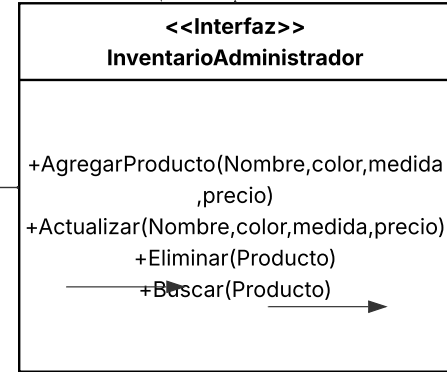 <<Interfaz>>
InventarioAdministrador
+AgregarProducto(Nombre,color,medida
,precio)
+Actualizar(Nombre,color,medida,precio)
+Eliminar(Producto)
+Buscar(Producto)